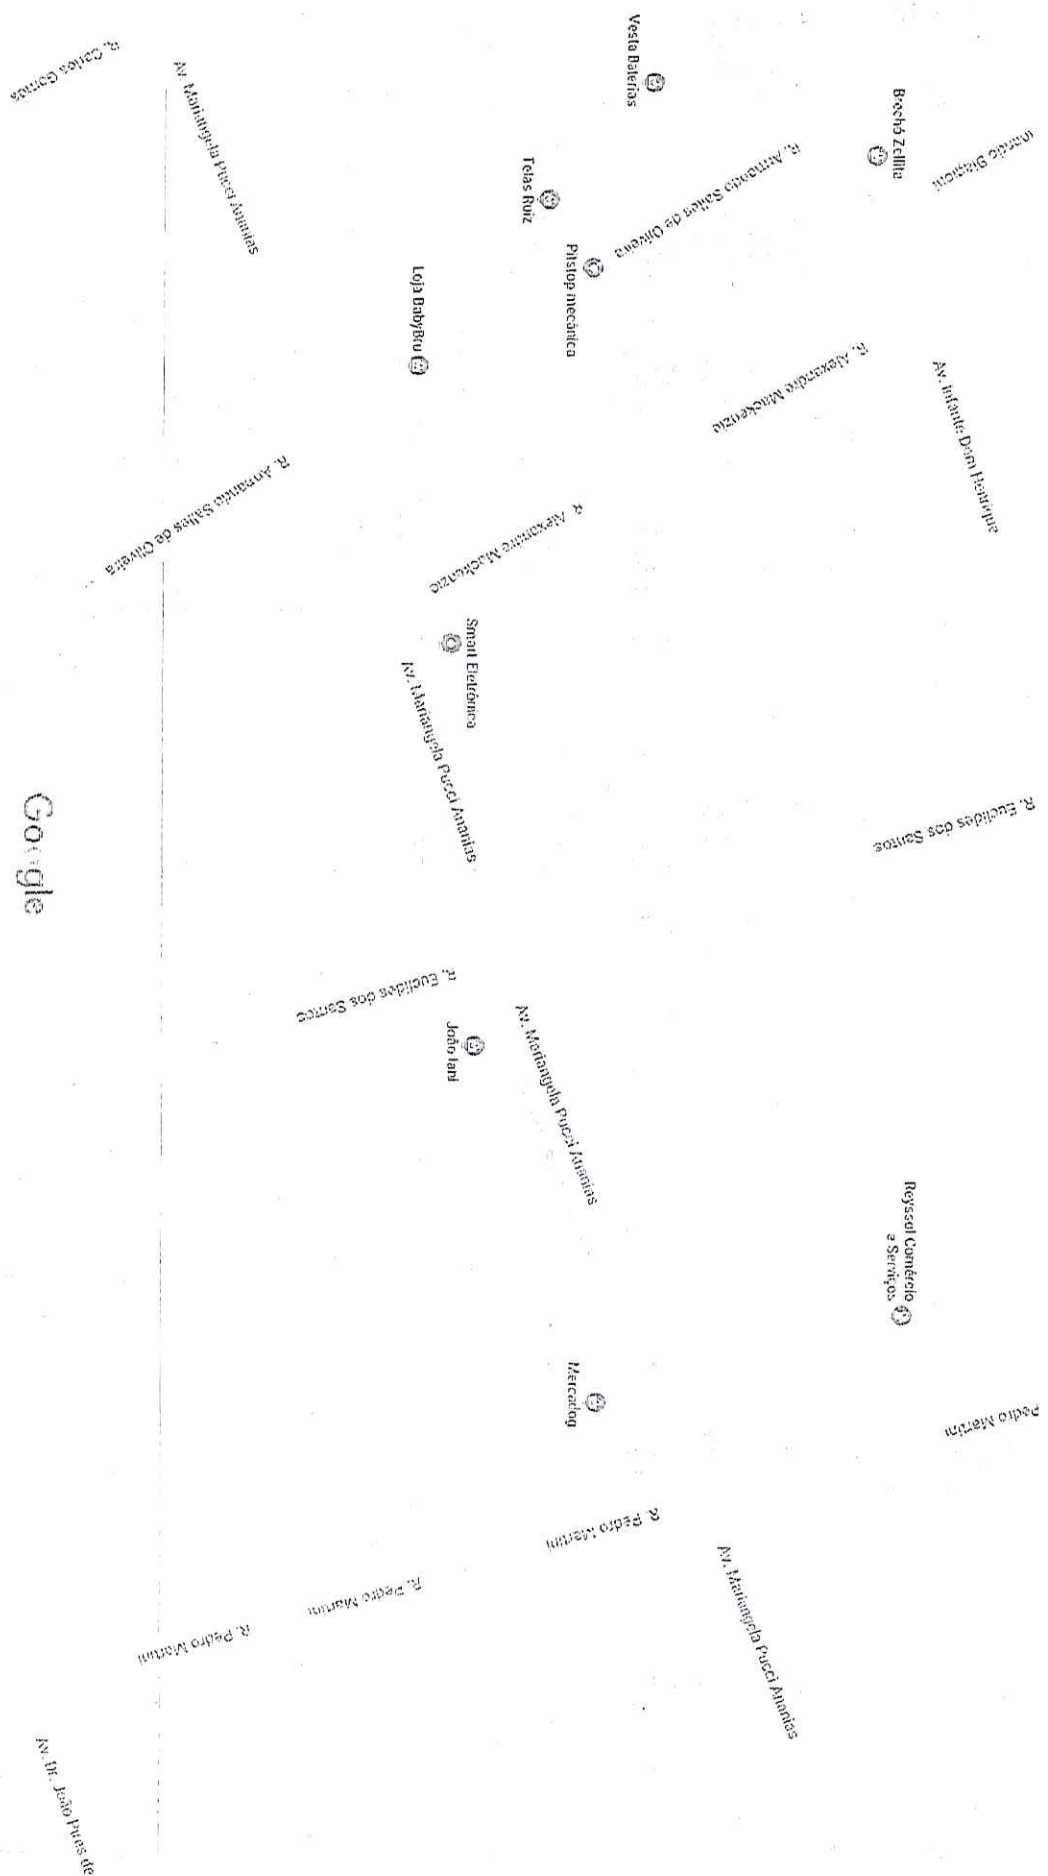 R. Carlos Gomes
Av. Mariangela Pucci Ananias
Vesta Baterias
Brechó Zellita
R. Armando Salles de Oliveira
Telas Ruiz
Pitstop mecânica
Loja BabyBru
R. Alexandre Mackenzie
Av. Infante Dom Henrique
R. Armando Salles de Oliveira
R. Alexandre Mackenzie
Smart Eletrônica
Av. Mariangela Pucci Ananias
R. Euclides dos Santos
Google
R. Euclides dos Santos
João Iani
Av. Mariangela Pucci Ananias
Reyssol Comércio
e Serviços
Mercadog
Pedro Martini
R. Pedro Martini
Av. Mariangela Pucci Ananias
R. Pedro Martini
R. Pedro Martini
Av. Dr. João Pires de